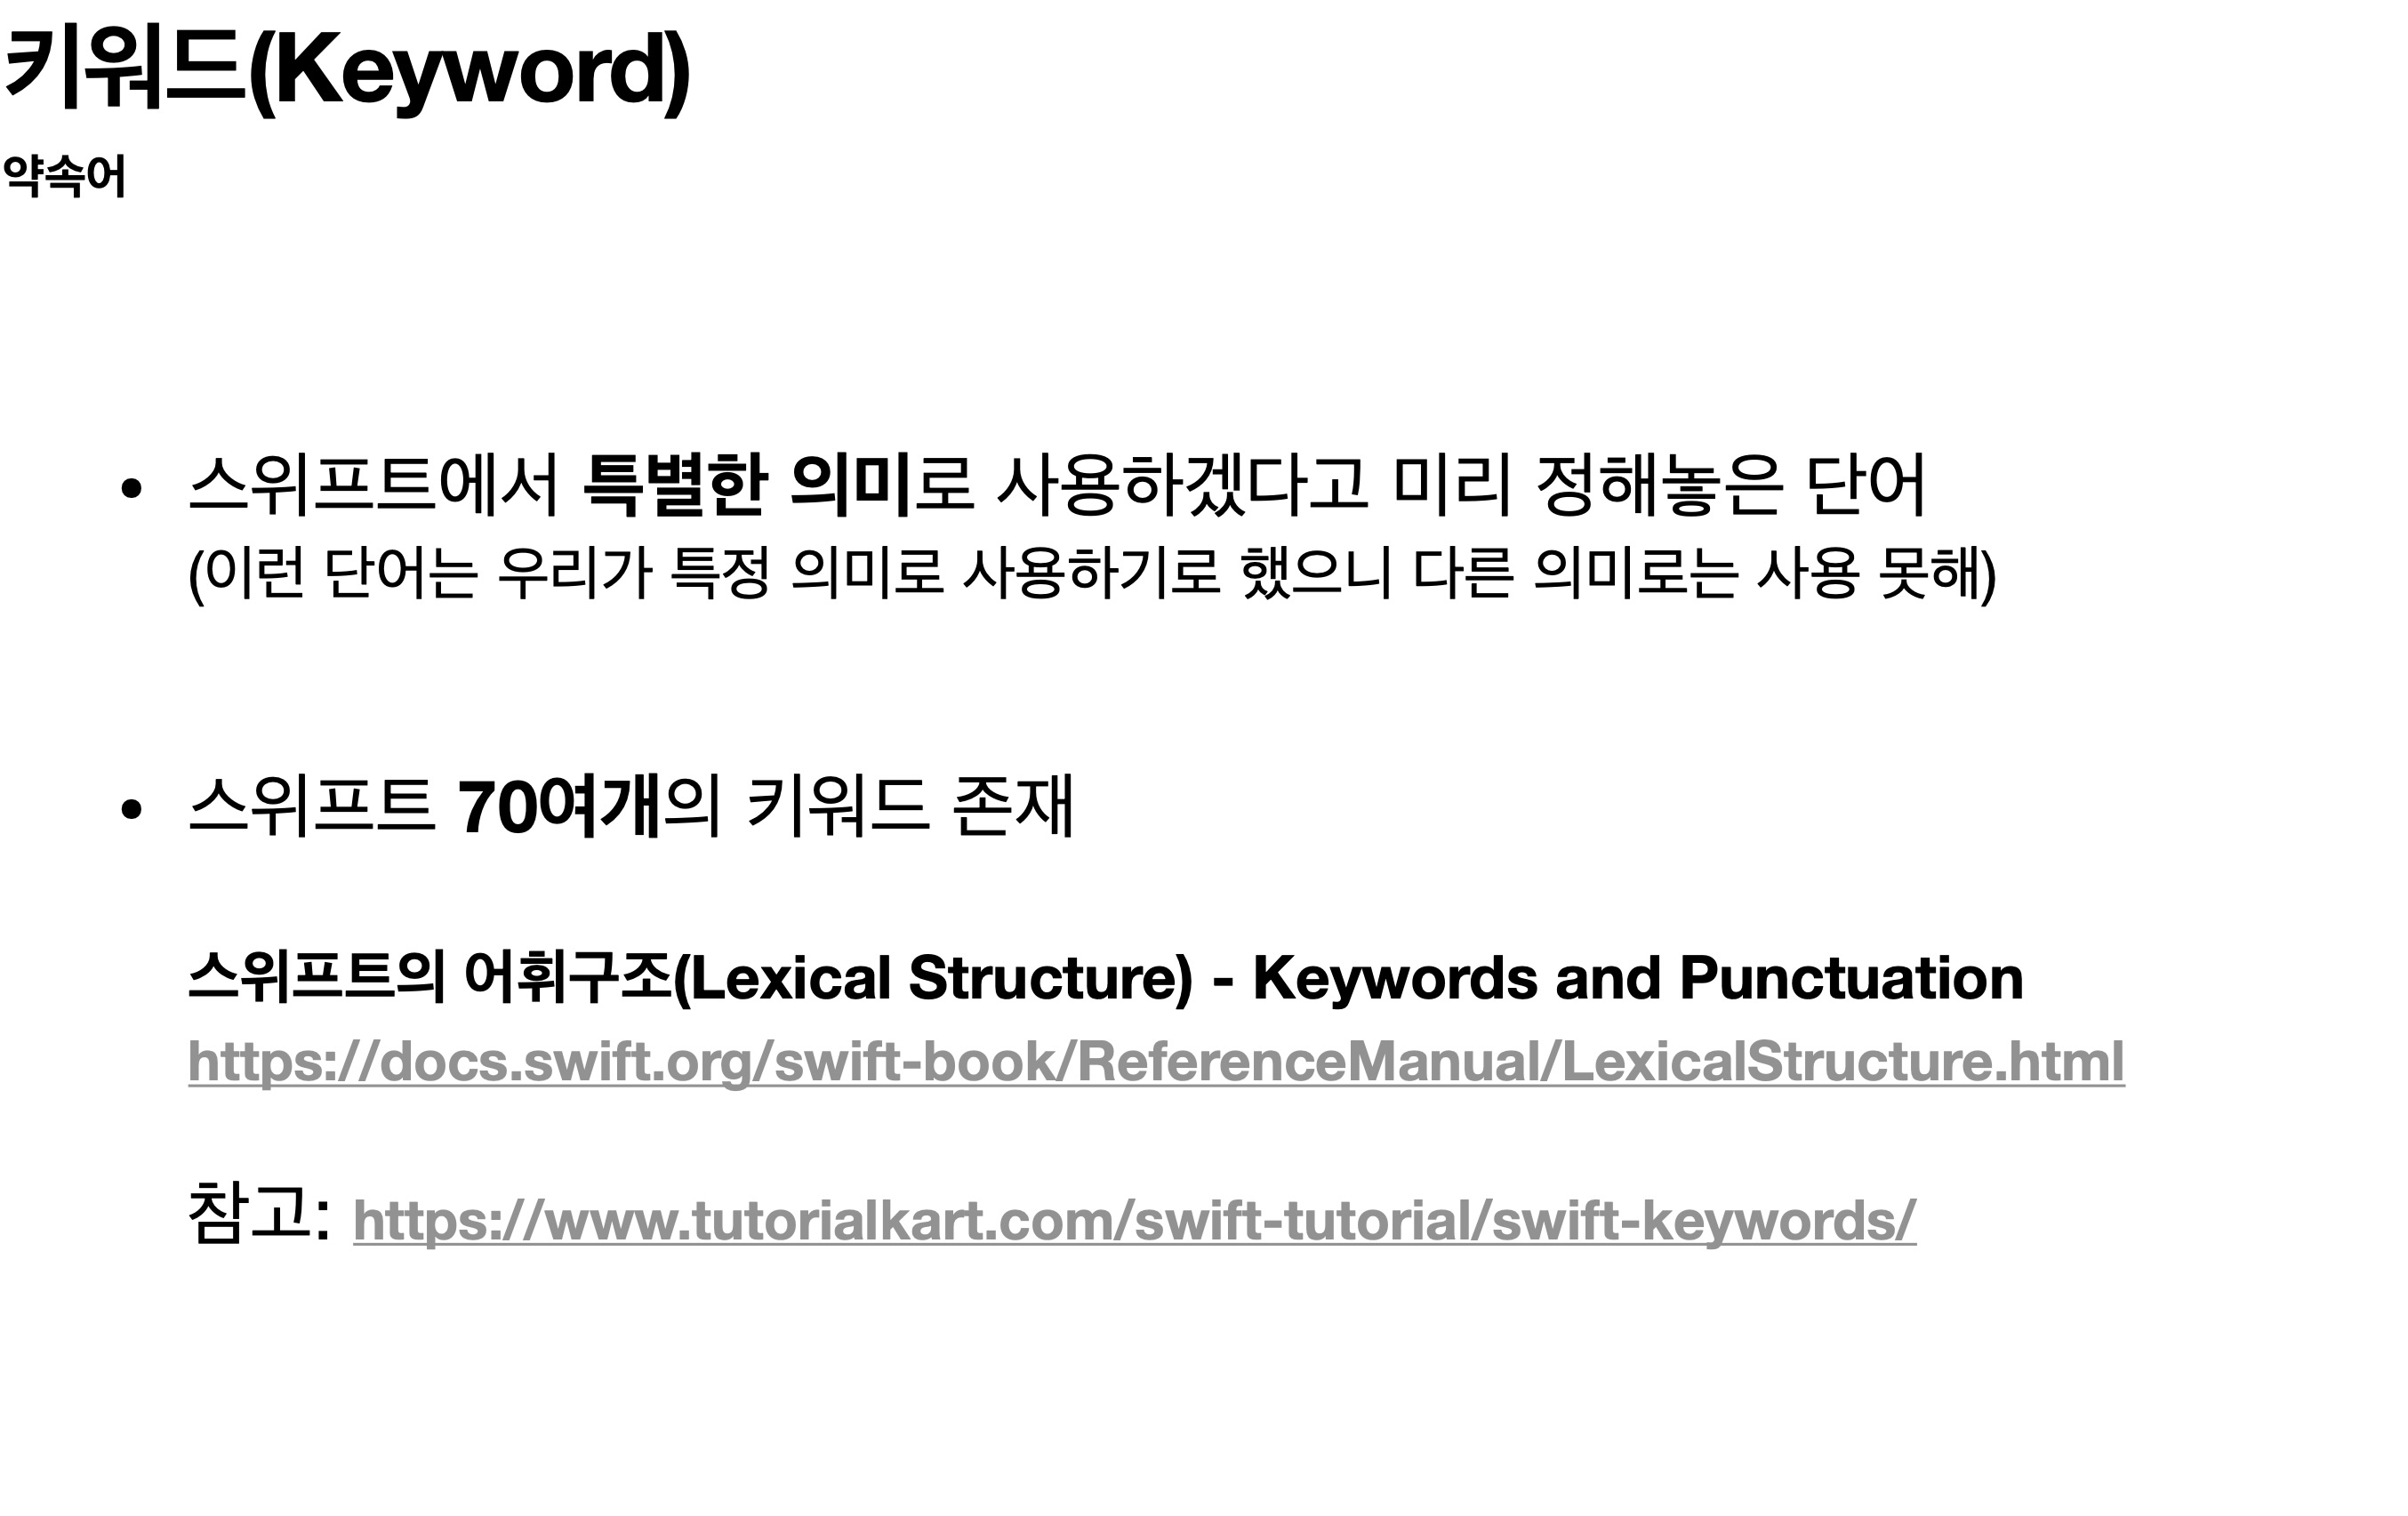 키워드(Keyword)
약속어
• 스위프트에서 특별한 의미로 사용하겠다고 미리 정해놓은 단어
(이런 단어는 우리가 특정 의미로 사용하기로 했으니 다른 의미로는 사용 못해)
• 스위프트 70여개의 키워드 존재
스위프트의 어휘구조(Lexical Structure) - Keywords and Punctuation
https://docs.swift.org/swift-book/ReferenceManual/LexicalStructure.html
참고: https://www.tutorialkart.com/swift-tutorial/swift-keywords/